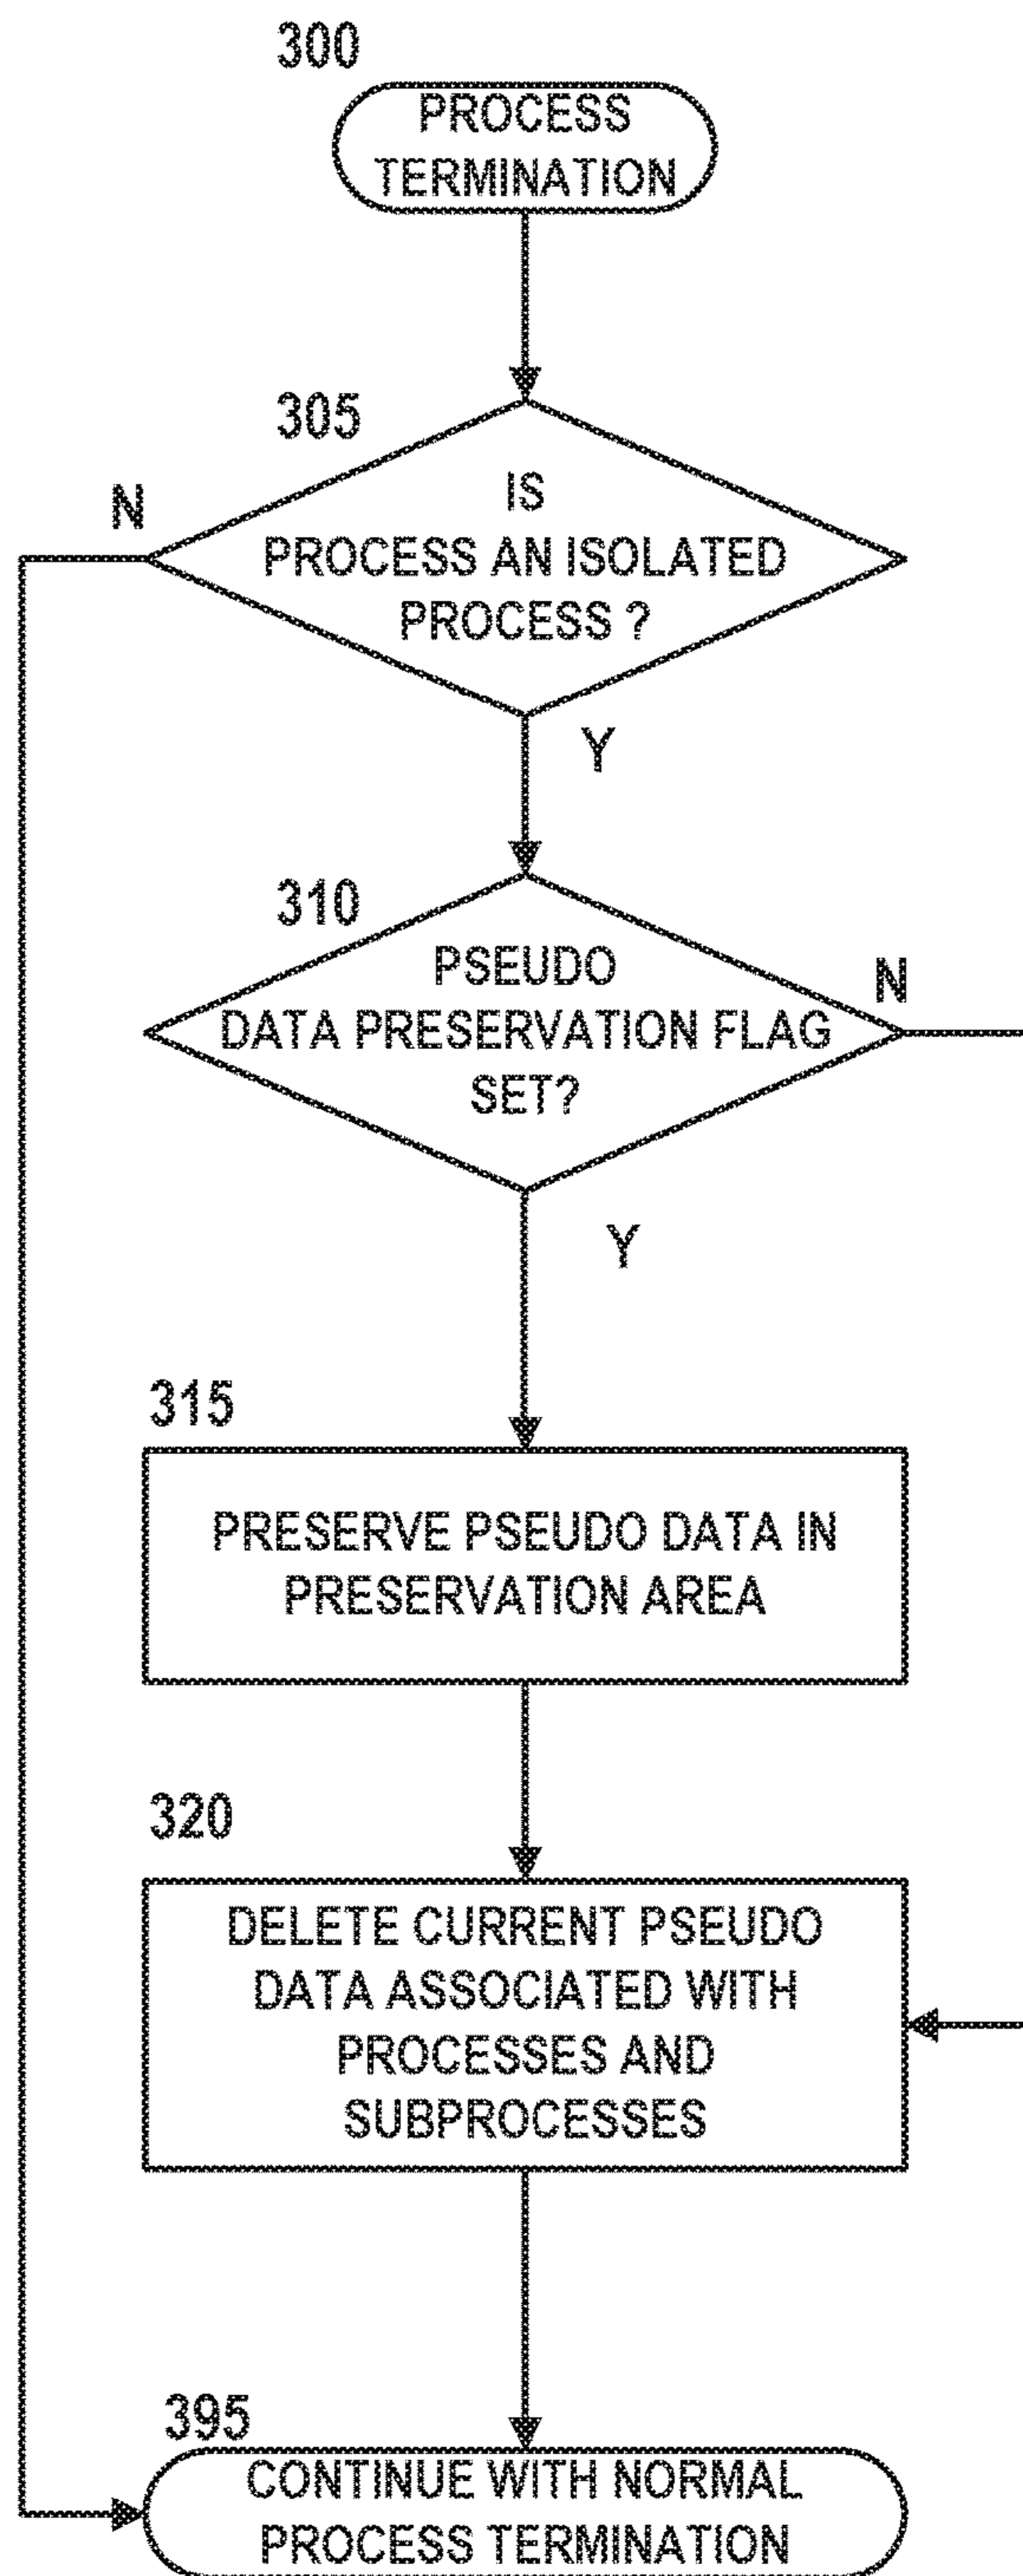 300
PROCESS
TERMINATION
305
N
IS
PROCESS AN ISOLATED
PROCESS ?
Y
310
PSEUDO
DATA PRESERVATION FLAG
SET?
N
Y
315
PRESERVE PSEUDO DATA IN
PRESERVATION AREA
320
DELETE CURRENT PSEUDO
DATA ASSOCIATED WITH
PROCESSES AND
SUBPROCESSES
395
CONTINUE WITH NORMAL
PROCESS TERMINATION